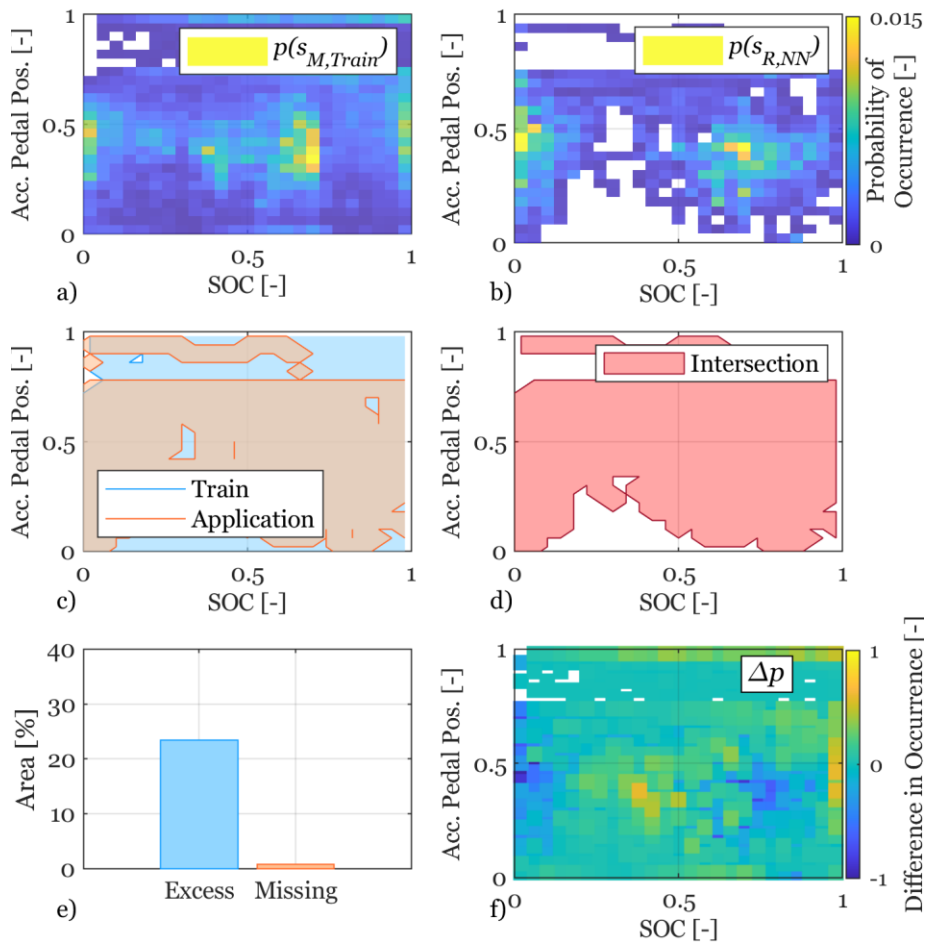 1
0.5
0
Acc. Pedal Pos. [-]
p(s_{M,Train})
0
0.5
1
SOC [-]
a)
1
0.5
0
Acc. Pedal Pos. [-]
p(s_{R,NN})
0
0.5
1
SOC [-]
b)
0.015
0
Probability of
Occurrence [-]
1
0.5
0
Acc. Pedal Pos. [-]
Train
Application
0
0.5
1
SOC [-]
c)
1
0.5
0
Acc. Pedal Pos. [-]
Intersection
0
0.5
1
SOC [-]
d)
40
30
20
10
0
Area [%]
Excess
Missing
e)
1
0.5
0
Acc. Pedal Pos. [-]
Δp
0
0.5
1
SOC [-]
f)
1
0
-1
Difference in Occurrence [-]